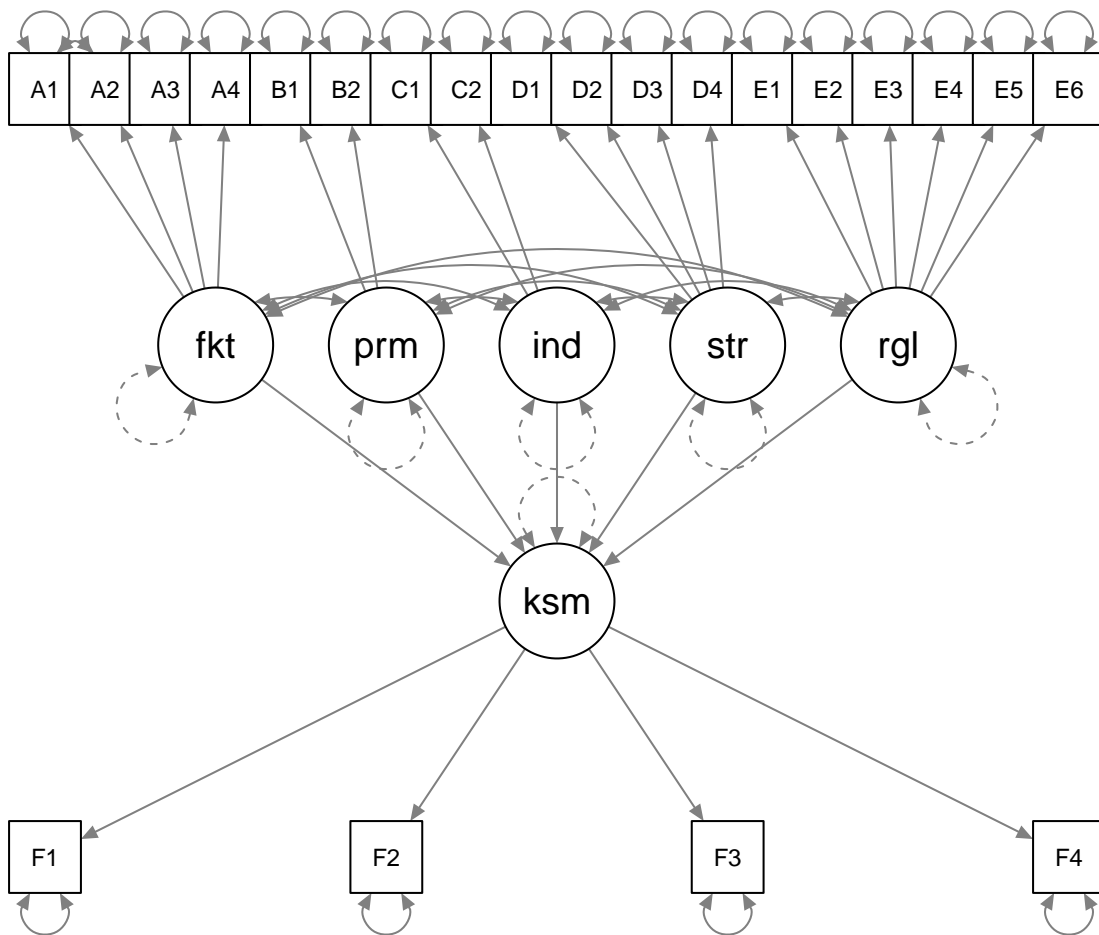 A1 A2 A3 A4 B1 B2 C1 C2 D1 D2 D3 D4 E1 E2 E3 E4 E5 E6
fkt prm ind str rgl
ksm
F1 F2 F3 F4